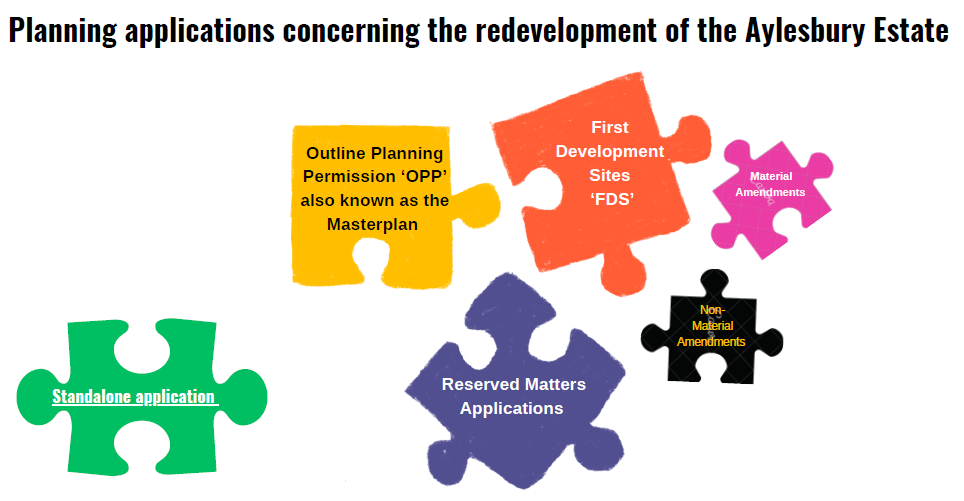 Planning applications concerning the redevelopment of the Aylesbury Estate
Outline Planning
Permission ‘OPP’
also known as the
Masterplan
First
Development
Sites
‘FDS’
Material
Amendments
Non-
Material
Amendments
Reserved Matters
Applications
Standalone application